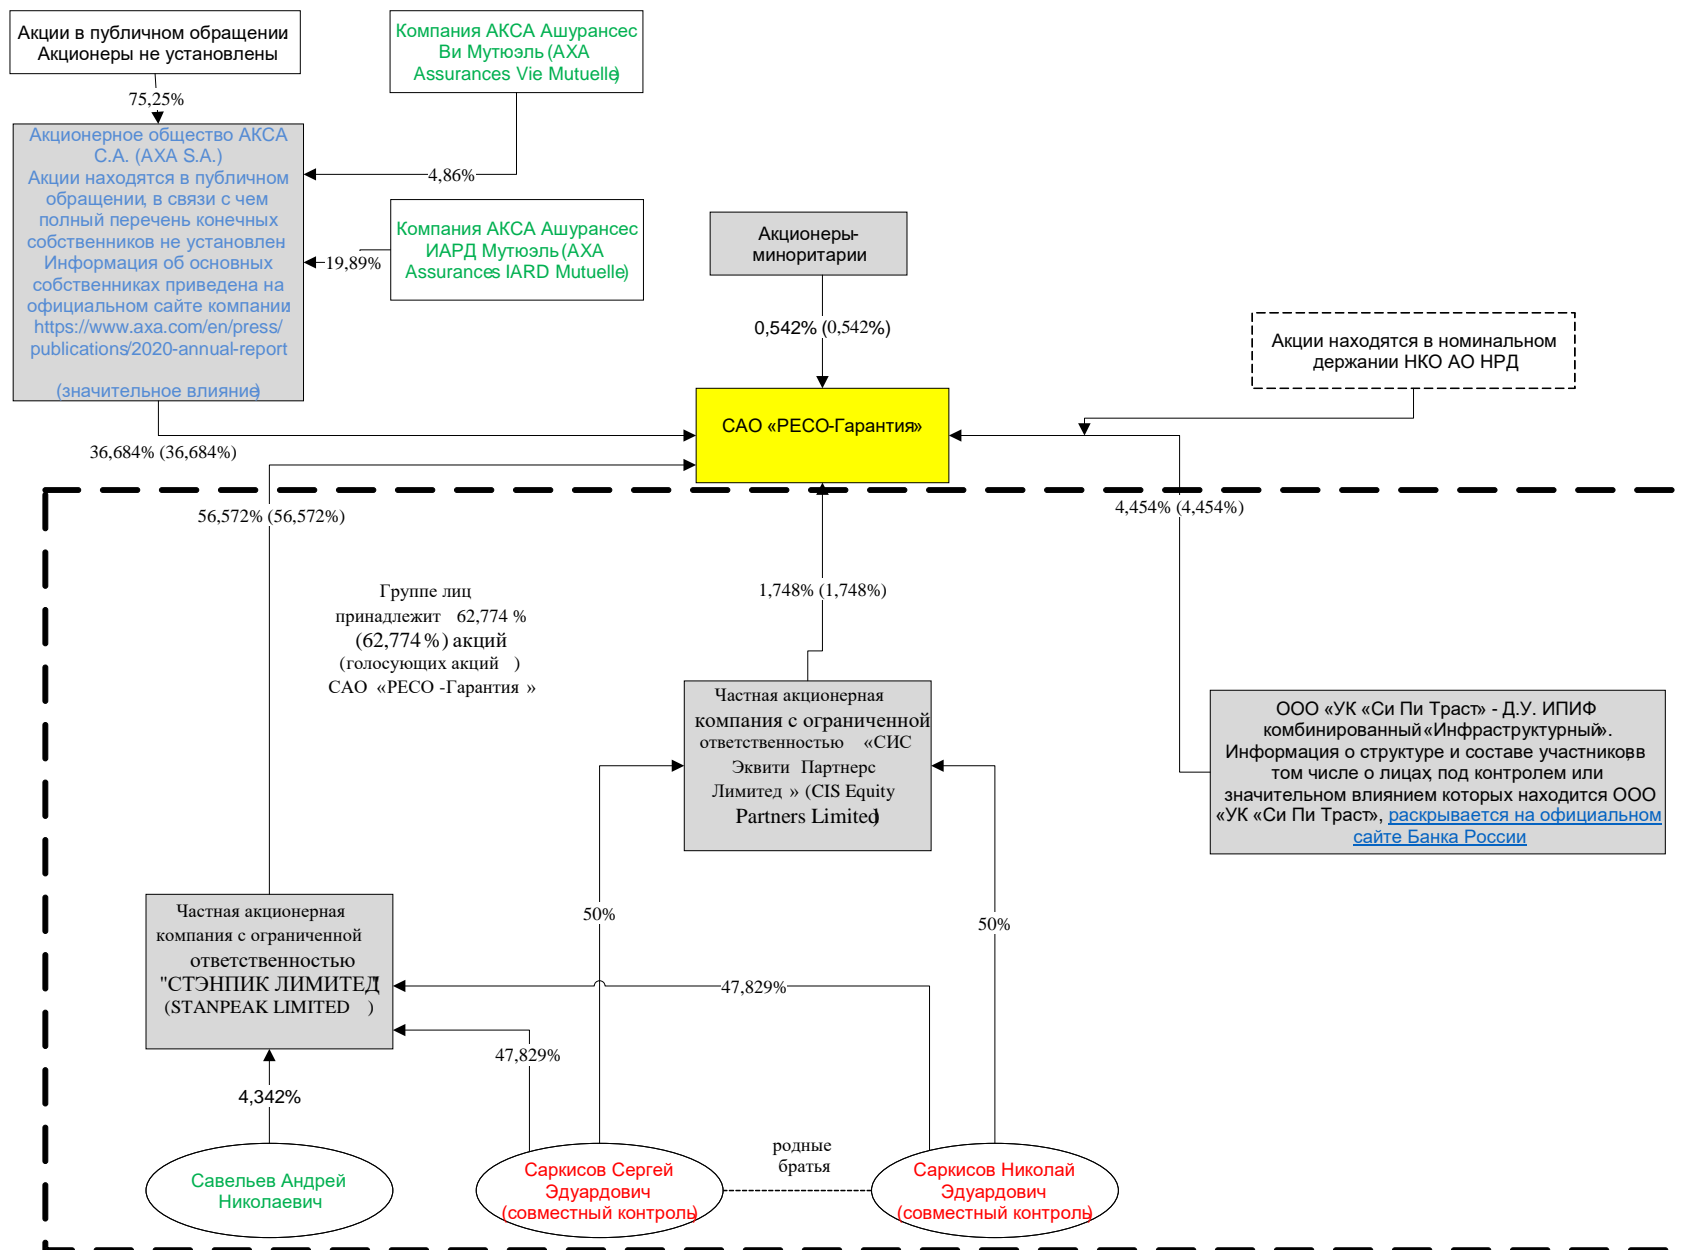 Акции в публичном обращении
Акционеры не установлены
75,25%
Компания АКСА Ашурансес
Ви Мутюэль (AXA
Assurances Vie Mutuelle)
4,86%
Акционерное общество АКСА
С.А. (AXA S.A.)
Акции находятся в публичном
обращении, в связи с чем
полный перечень конечных
собственников не установлен
Информация об основных
собственниках приведена на
официальном сайте компании
https://www.axa.com/en/press/
publications/2020-annual-report
(значительное влияние)
Компания АКСА Ашурансес
ИАРД Мутюэль (AXA
Assurances IARD Mutuelle)
19,89%
Акционеры-
миноритарии
0,542% (0,542%)
Акции находятся в номинальном
держании НКО АО НРД
САО «РЕСО-Гарантия»
36,684% (36,684%)
56,572% (56,572%)
4,454% (4,454%)
1,748% (1,748%)
Группе лиц
принадлежит 62,774 %
(62,774 %) акций
(голосующих акций )
САО «РЕСО -Гарантия »
Частная акционерная
компания с ограниченной
ответственностью «СИС
Эквити Партнерс
Лимитед » (CIS Equity
Partners Limited)
ООО «УК «Си Пи Траст» - Д.У. ИПИФ
комбинированный «Инфраструктурный».
Информация о структуре и составе участников, в
том числе о лицах, под контролем или
значительном влиянием которых находится ООО
«УК «Си Пи Траст», раскрывается на официальном
сайте Банка России
Частная акционерная
компания с ограниченной
ответственностью
"СТЭНПИК ЛИМИТЕД"
(STANPEAK LIMITED )
50%
50%
47,829%
47,829%
4,342%
Савельев Андрей
Николаевич
Саркисов Сергей
Эдуардович
(совместный контроль)
родные
братья
Саркисов Николай
Эдуардович
(совместный контроль)